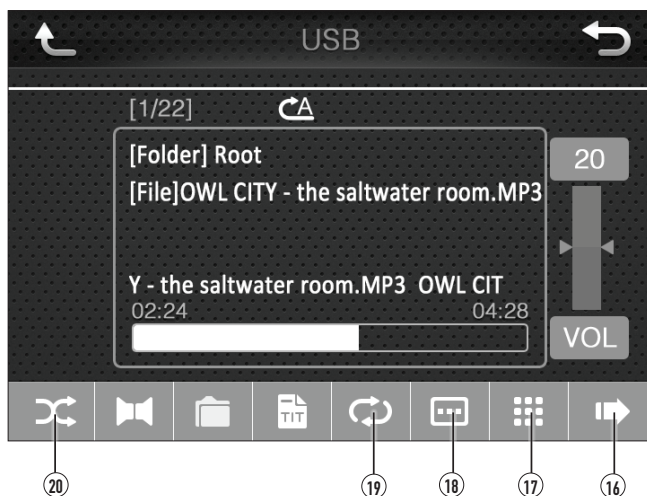 USB
[1/22] A
[Folder] Root
20
[File]OWL CITY - the saltwater room.MP3
Y - the saltwater room.MP3 OWL CIT
02:24 04:28
VOL
TIT
20 19 18 17 16